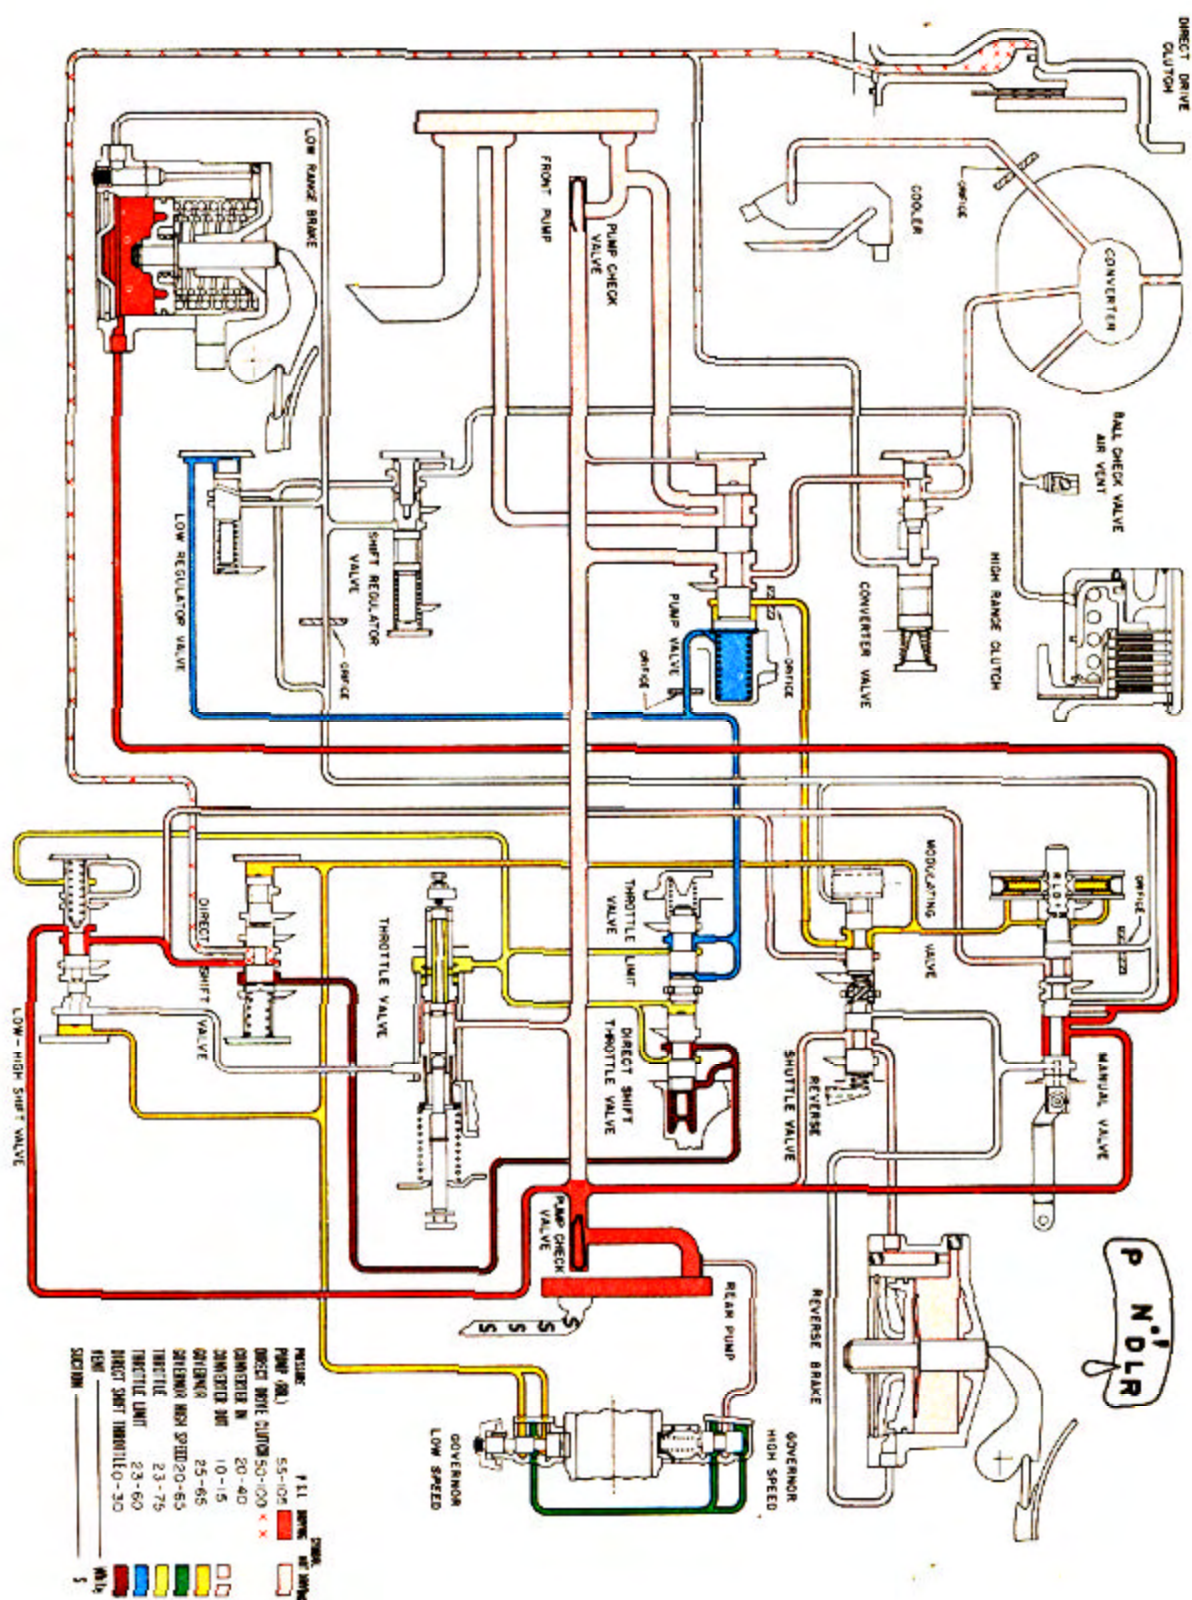 DIRECT DRIVE
CLUTCH
ORIFICE
CONVERTER
COOLER
FRONT PUMP
PUMP CHECK
VALVE
LOW RANGE BRAKE
BALL CHECK VALVE
AIR VENT
HIGH RANGE CLUTCH
CONVERTER VALVE
ORIFICE
PUMP VALVE
ORIFICE
SHIFT REGULATOR
VALVE
LOW REGULATOR VALVE
ORIFICE
ORIFICE
MODULATING
VALVE
THROTTLE LIMIT
VALVE
THROTTLE VALVE
DIRECT SHIFT VALVE
MANUAL VALVE
REVERSE
SHUTTLE VALVE
DIRECT SHIFT
THROTTLE VALVE
LOW-HIGH SHIFT VALVE
PUMP CHECK
VALVE
P N D L R
REAR PUMP
REVERSE BRAKE
S S S S
GOVERNOR
HIGH SPEED
GOVERNOR
LOW SPEED
PRESSURE P.S.I.
PUMP 55-105
DIRECT DRIVE CLUTCH 50-100 X X
CONVERTER IN 20-40
CONVERTER OUT 10-15
GOVERNOR 25-65
GOVERNOR HIGH SPEED 20-65
THROTTLE 23-75
THROTTLE LIMIT 23-60
DIRECT SHIFT THROTTLE 0-30
VENT White
SUCTION S